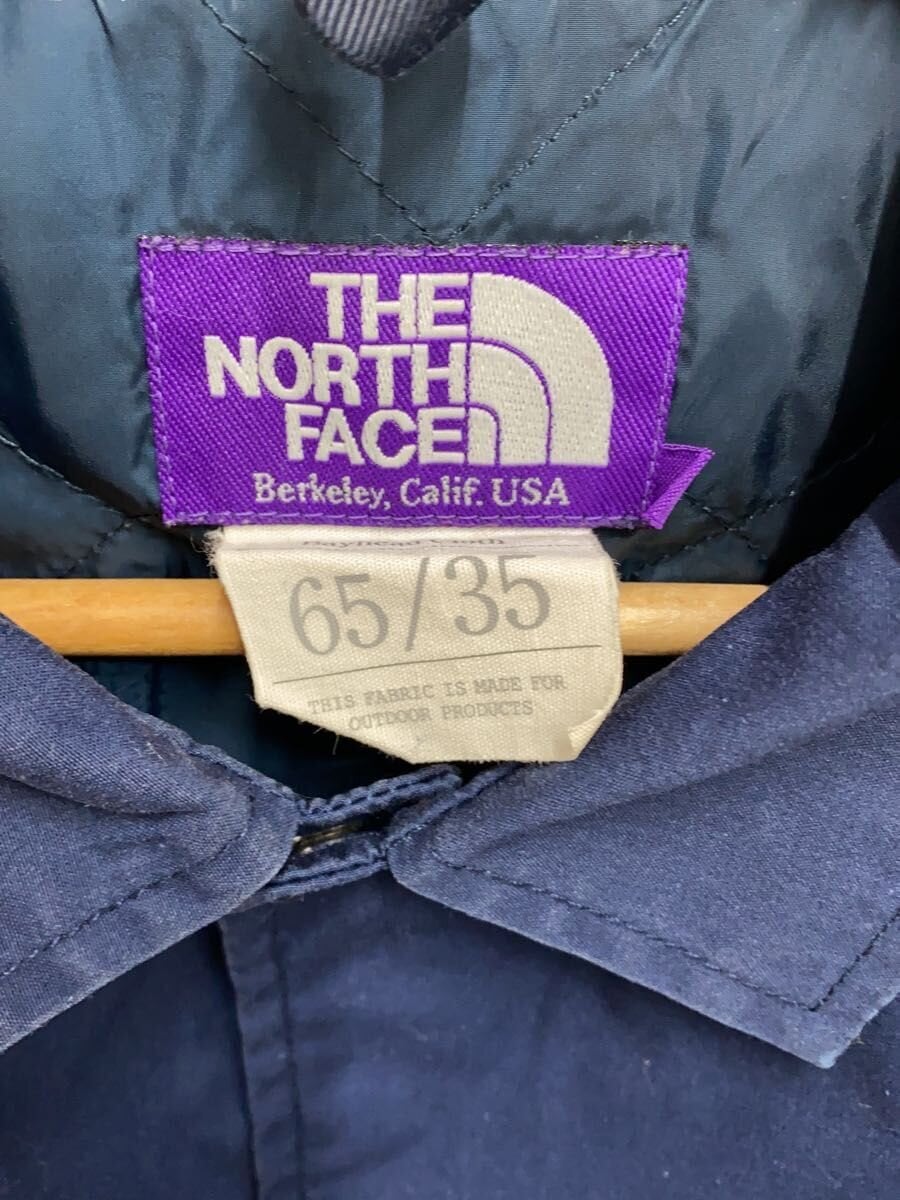 THE
NORTH
FACE
Berkeley, Calif. USA
65/35
THIS FABRIC IS MADE FOR
OUTDOOR PRODUCTS